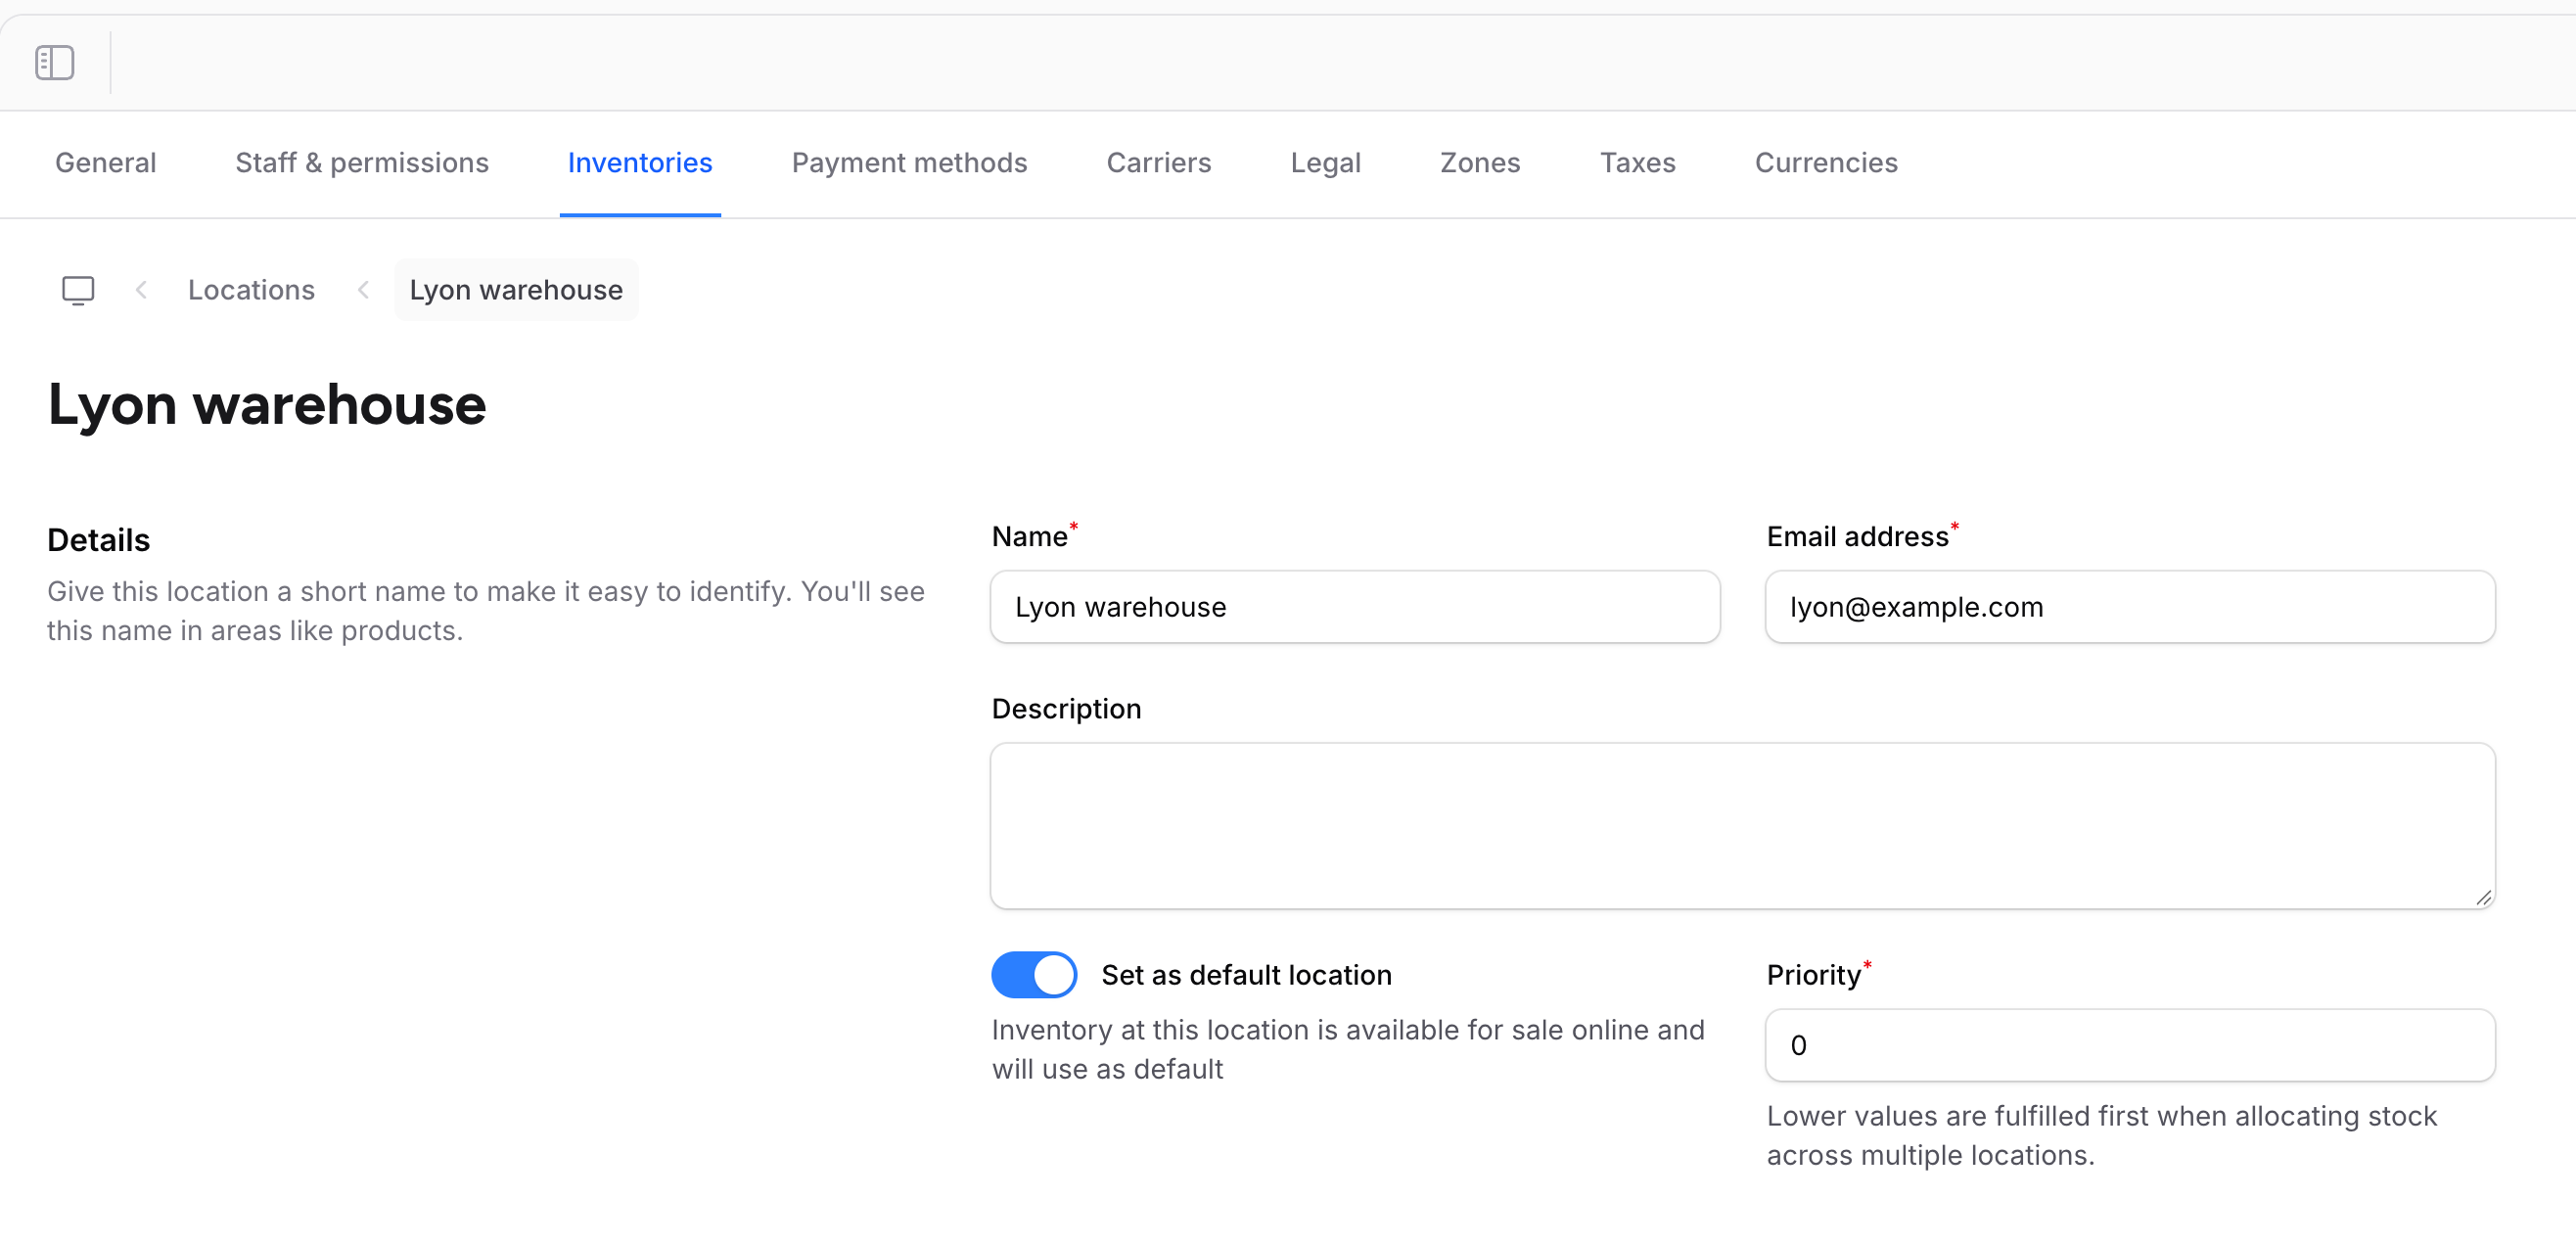 General Staff & permissions Inventories Payment methods Carriers Legal Zones Taxes Currencies
Locations Lyon warehouse
Lyon warehouse
Details
Give this location a short name to make it easy to identify. You'll see
this name in areas like products.
Name*
Lyon warehouse
Email address*
lyon@example.com
Description
Set as default location
Inventory at this location is available for sale online and
will use as default
Priority*
0
Lower values are fulfilled first when allocating stock
across multiple locations.